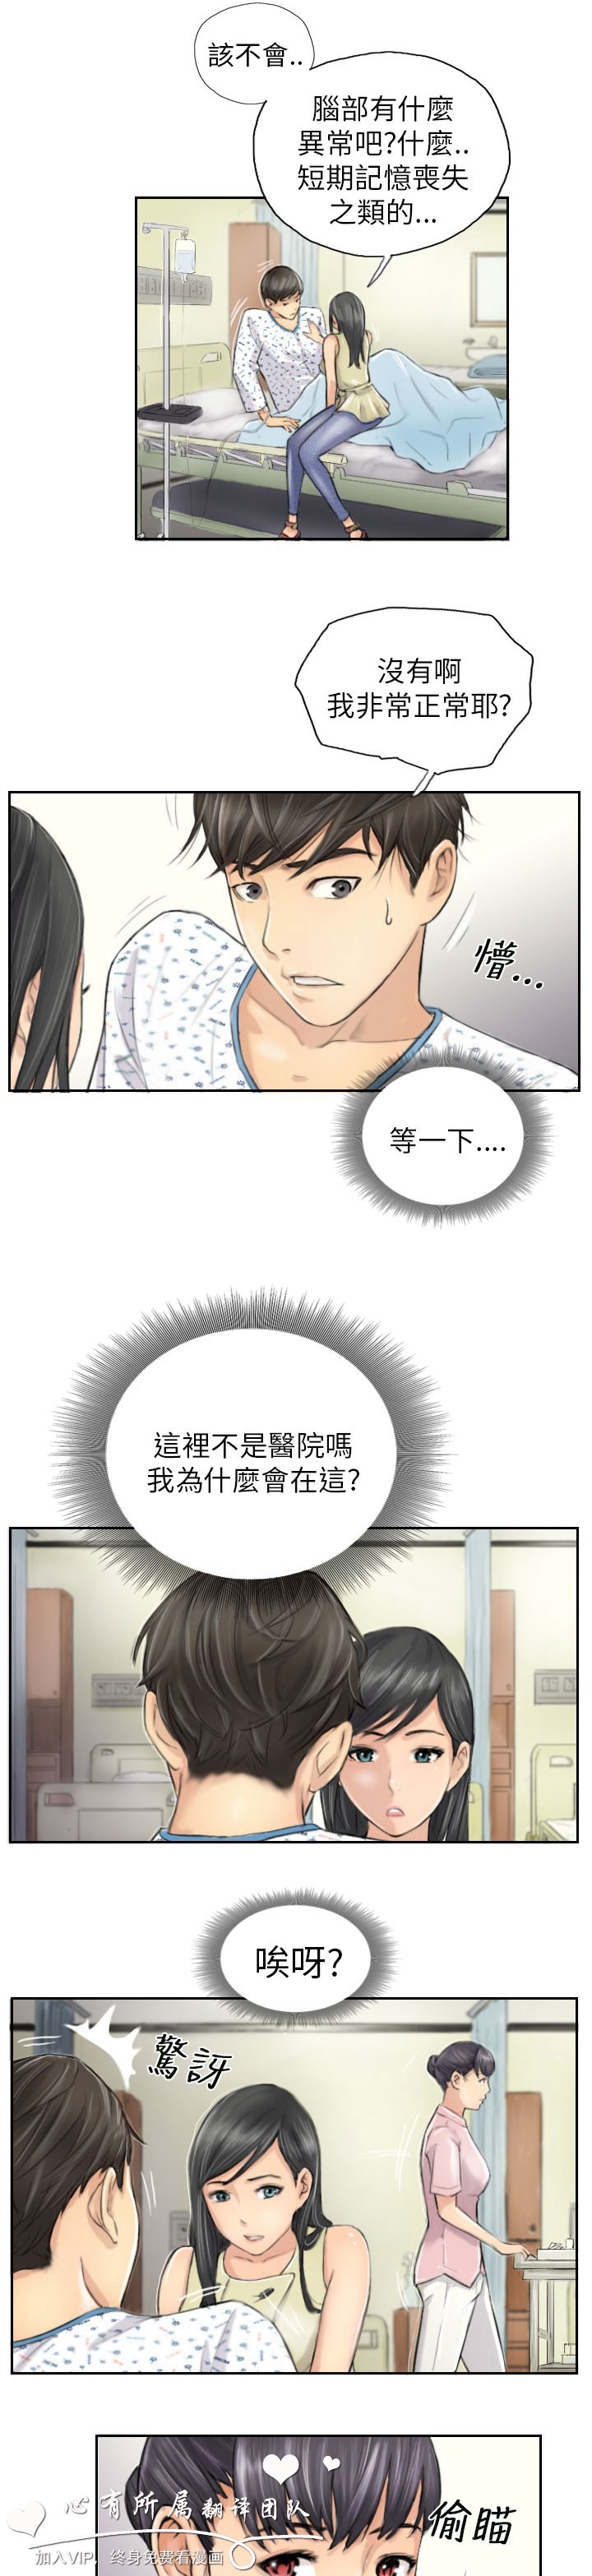 該不會..
腦部有什麼
異常吧?什麼..
短期記憶喪失
之類的...
沒有啊
我非常正常耶?
懵...
等一下....
這裡不是醫院嗎
我為什麼會在這?
唉呀?
驚訝
偷瞄
心有所属翻译团队
加入VIP，终身免费看漫画